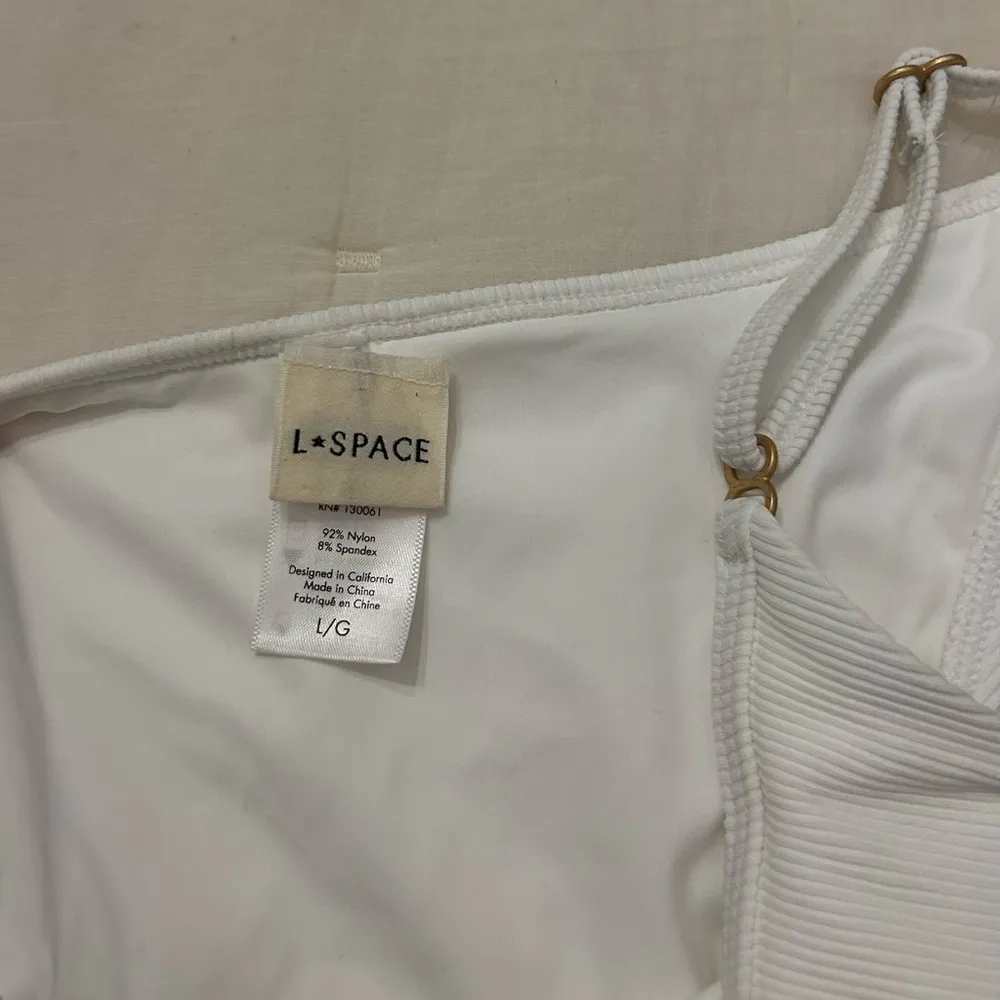 L★SPACE
RN# 130061
92% Nylon
8% Spandex
Designed in California
Made in China
Fabriqué en Chine
L/G